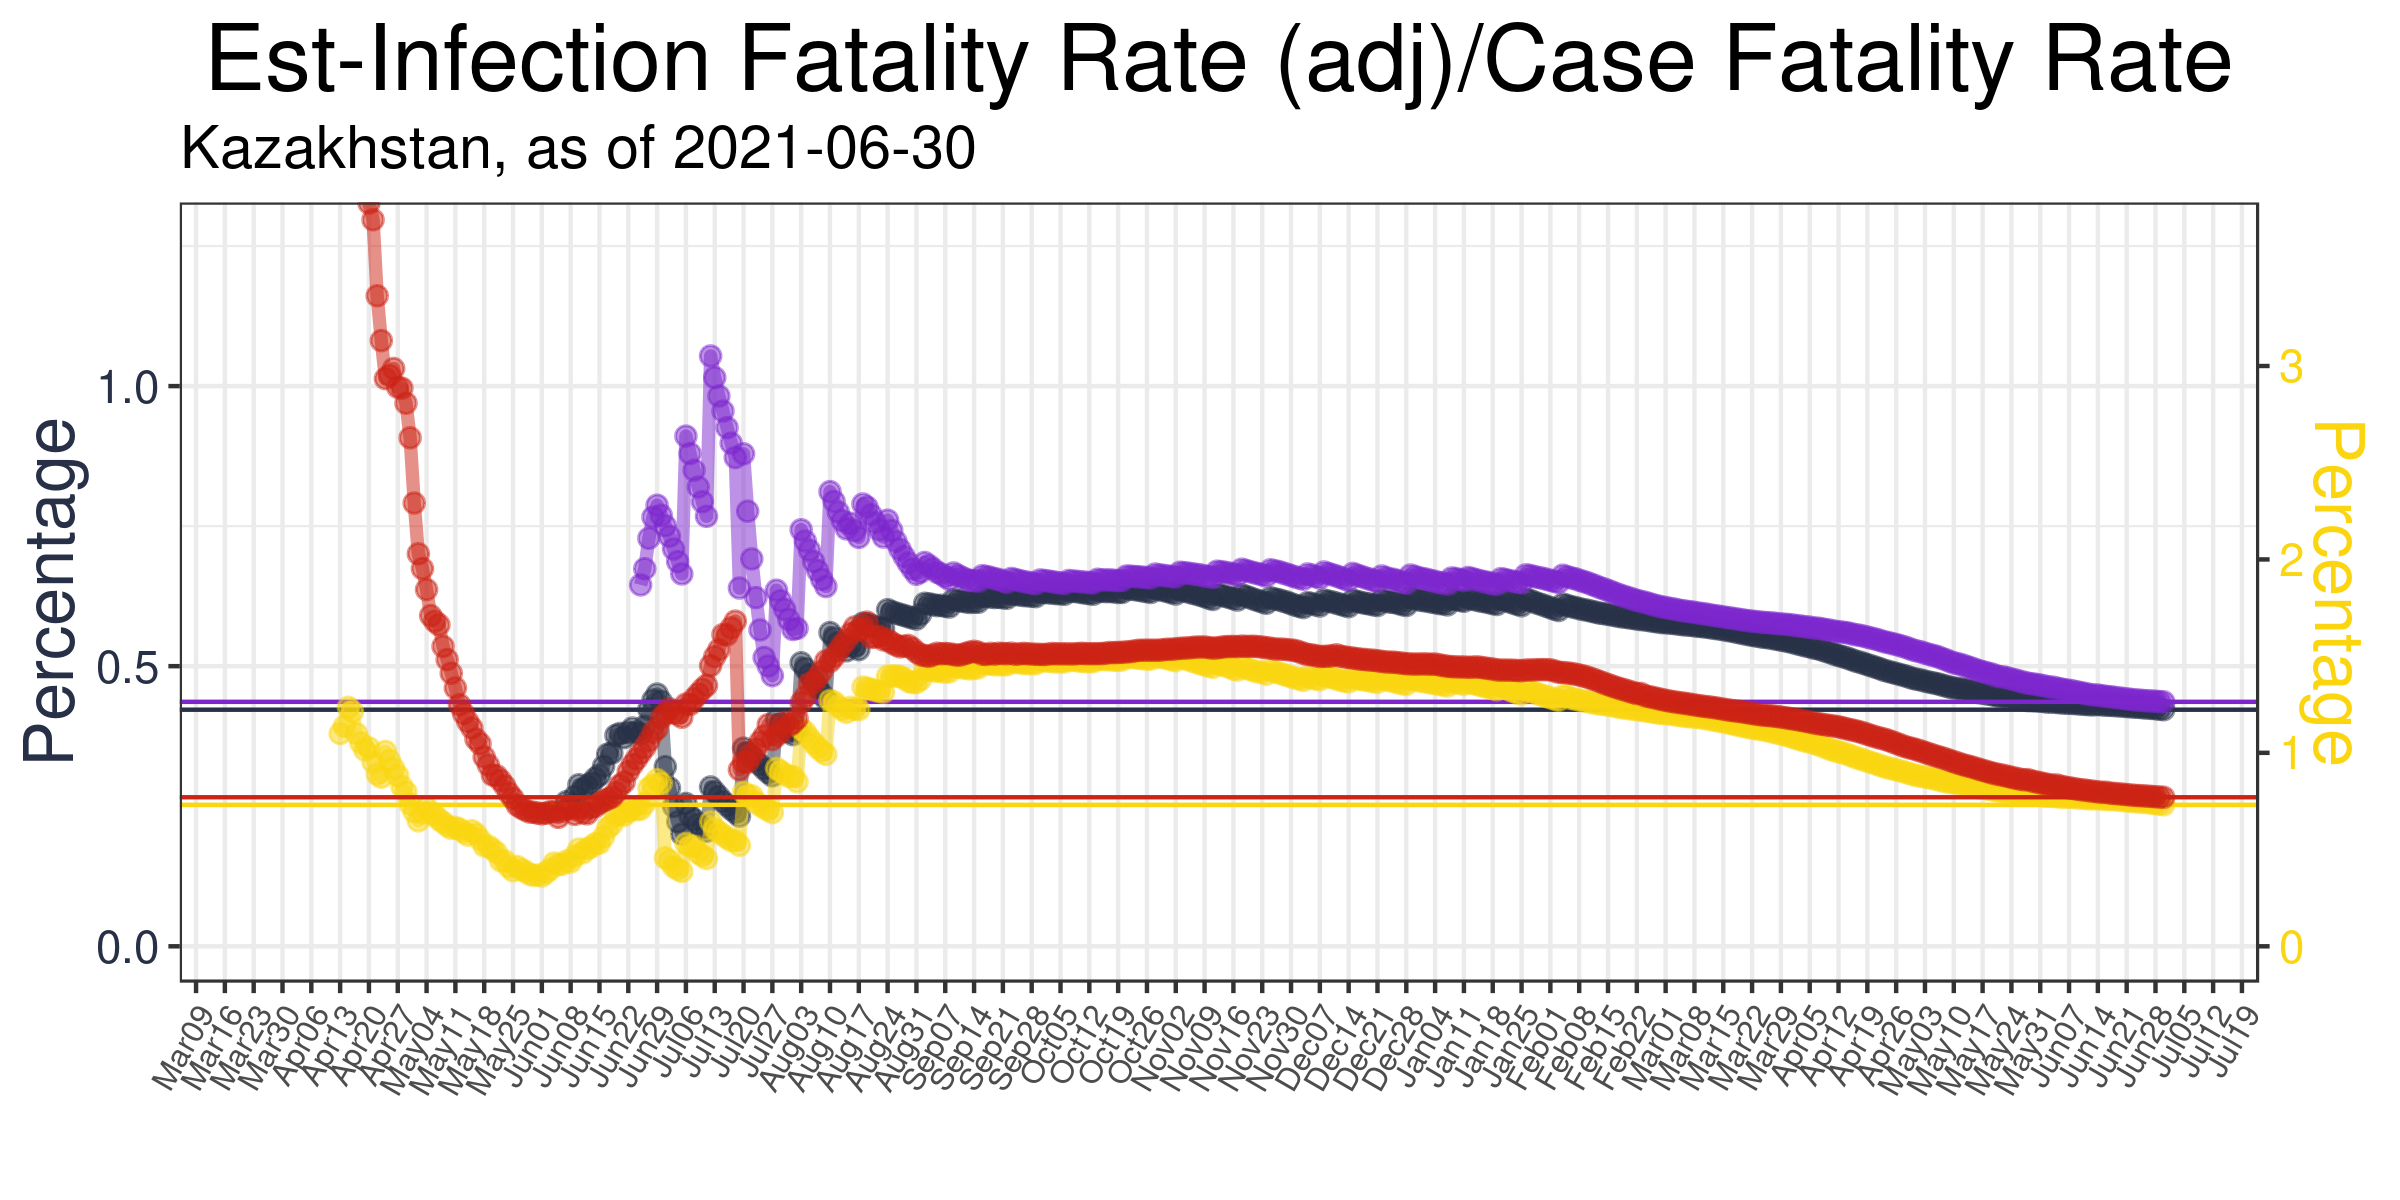 Est-Infection Fatality Rate (adj)/Case Fatality Rate
Kazakhstan, as of 2021-06-30
Percentage
1.0
0.5
0.0
3
2
1
0
Percentage
Mar09
Mar16
Mar23
Mar30
Apr06
Apr13
Apr20
Apr27
May04
May11
May18
May25
Jun01
Jun08
Jun15
Jun22
Jun29
Jul06
Jul13
Jul20
Jul27
Aug03
Aug10
Aug17
Aug24
Aug31
Sep07
Sep14
Sep21
Sep28
Oct05
Oct12
Oct19
Oct26
Nov02
Nov09
Nov16
Nov23
Nov30
Dec07
Dec14
Dec21
Dec28
Jan04
Jan11
Jan18
Jan25
Feb01
Feb08
Feb15
Feb22
Mar01
Mar08
Mar15
Mar22
Mar29
Apr05
Apr12
Apr19
Apr26
May03
May10
May17
May24
May31
Jun07
Jun14
Jun21
Jun28
Jul05
Jul12
Jul19